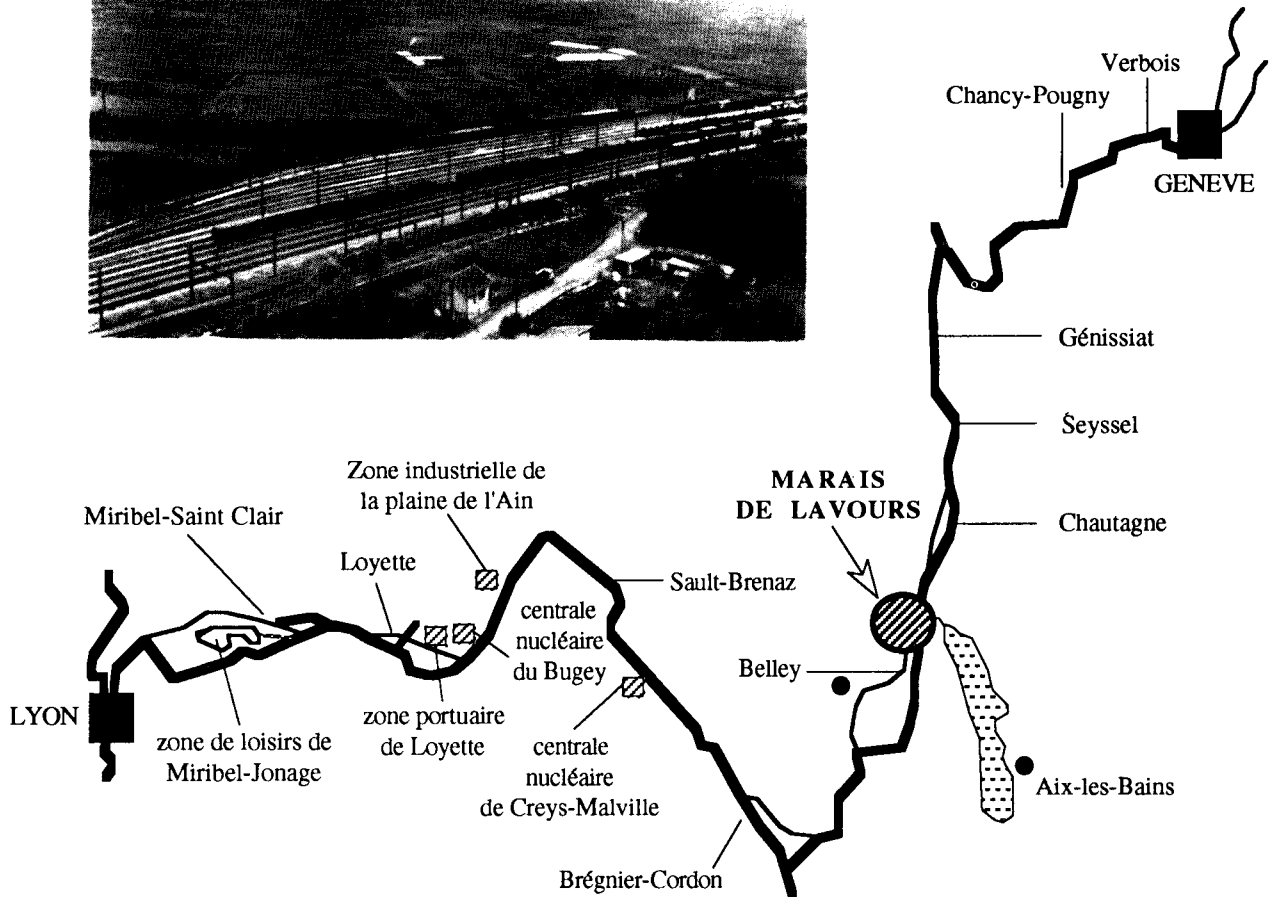 Verbois
Chancy-Pougny
GENEVE
Génissiat
Seyssel
Chautagne
MARAIS
DE LAVOURS
Zone industrielle de
la plaine de l'Ain
Miribel-Saint Clair
Loyette
Sault-Brenaz
centrale
nucléaire
du Bugey
Belley
LYON
zone de loisirs de
Miribel-Jonage
zone portuaire
de Loyette
centrale
nucléaire
de Creys-Malville
Aix-les-Bains
Brégnier-Cordon